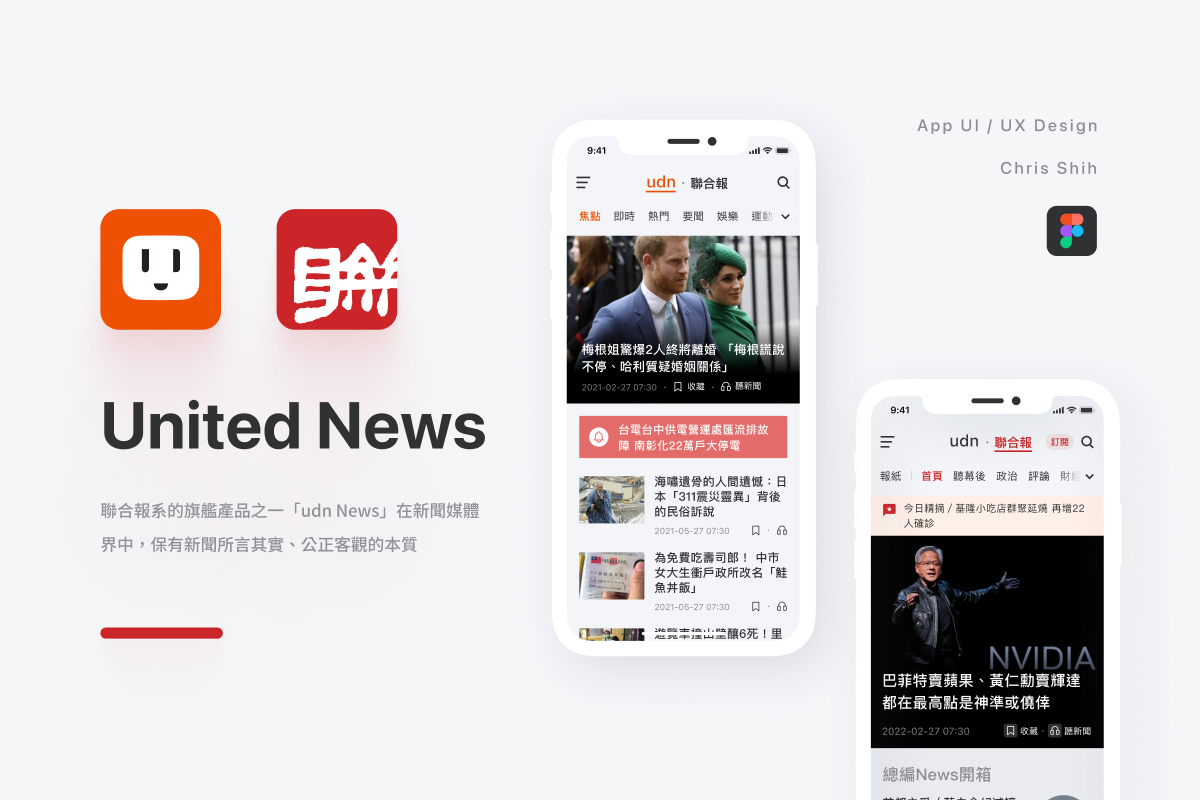 App UI / UX Design
Chris Shih
聯
United News
聯合報系的旗艦產品之一「udn News」在新聞媒體
界中，保有新聞所言其實、公正客觀的本質
9:41
udn · 聯合報
焦點 即時 熱門 要聞 娛樂 運動
梅根姐驚爆2人終將離婚 「梅根謊說
不停、哈利質疑婚姻關係」
2021-02-27 07:30 · 收藏 · 聽新聞
台電台中供電營運處匯流排故
障 南彰化22萬戶大停電
海嘯遺骨的人間遺憾：日
本「311震災靈異」背後
的民俗訴說
2021-05-27 07:30
為免費吃壽司郎！ 中市
女大生衝戶政所改名「鮭
魚丼飯」
2021-05-27 07:30
遊覽車撞山壁釀6死！里
9:41
udn · 聯合報 訂閱
報紙 首頁 聽幕後 政治 評論 財經
今日精摘 / 基隆小吃店群聚延燒 再增22
人確診
NVIDIA
巴菲特賣蘋果、黃仁勳賣輝達
都在最高點是神準或僥倖
2022-02-27 07:30 收藏 · 聽新聞
總編News開箱